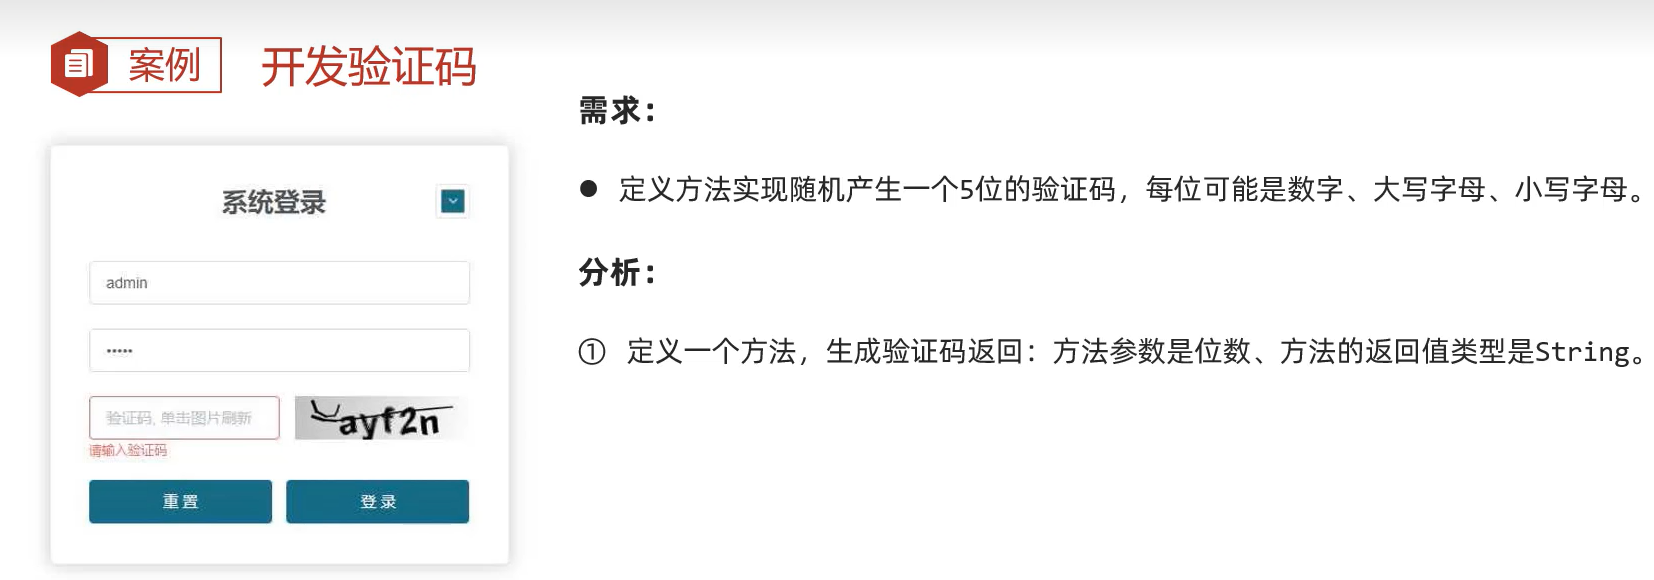 案例 开发验证码
需求：
● 定义方法实现随机产生一个5位的验证码，每位可能是数字、大写字母、小写字母。
分析：
① 定义一个方法，生成验证码返回：方法参数是位数、方法的返回值类型是String。
系统登录
admin
•••••
验证码, 单击图片刷新
ayf2n
请输入验证码
重置 登录